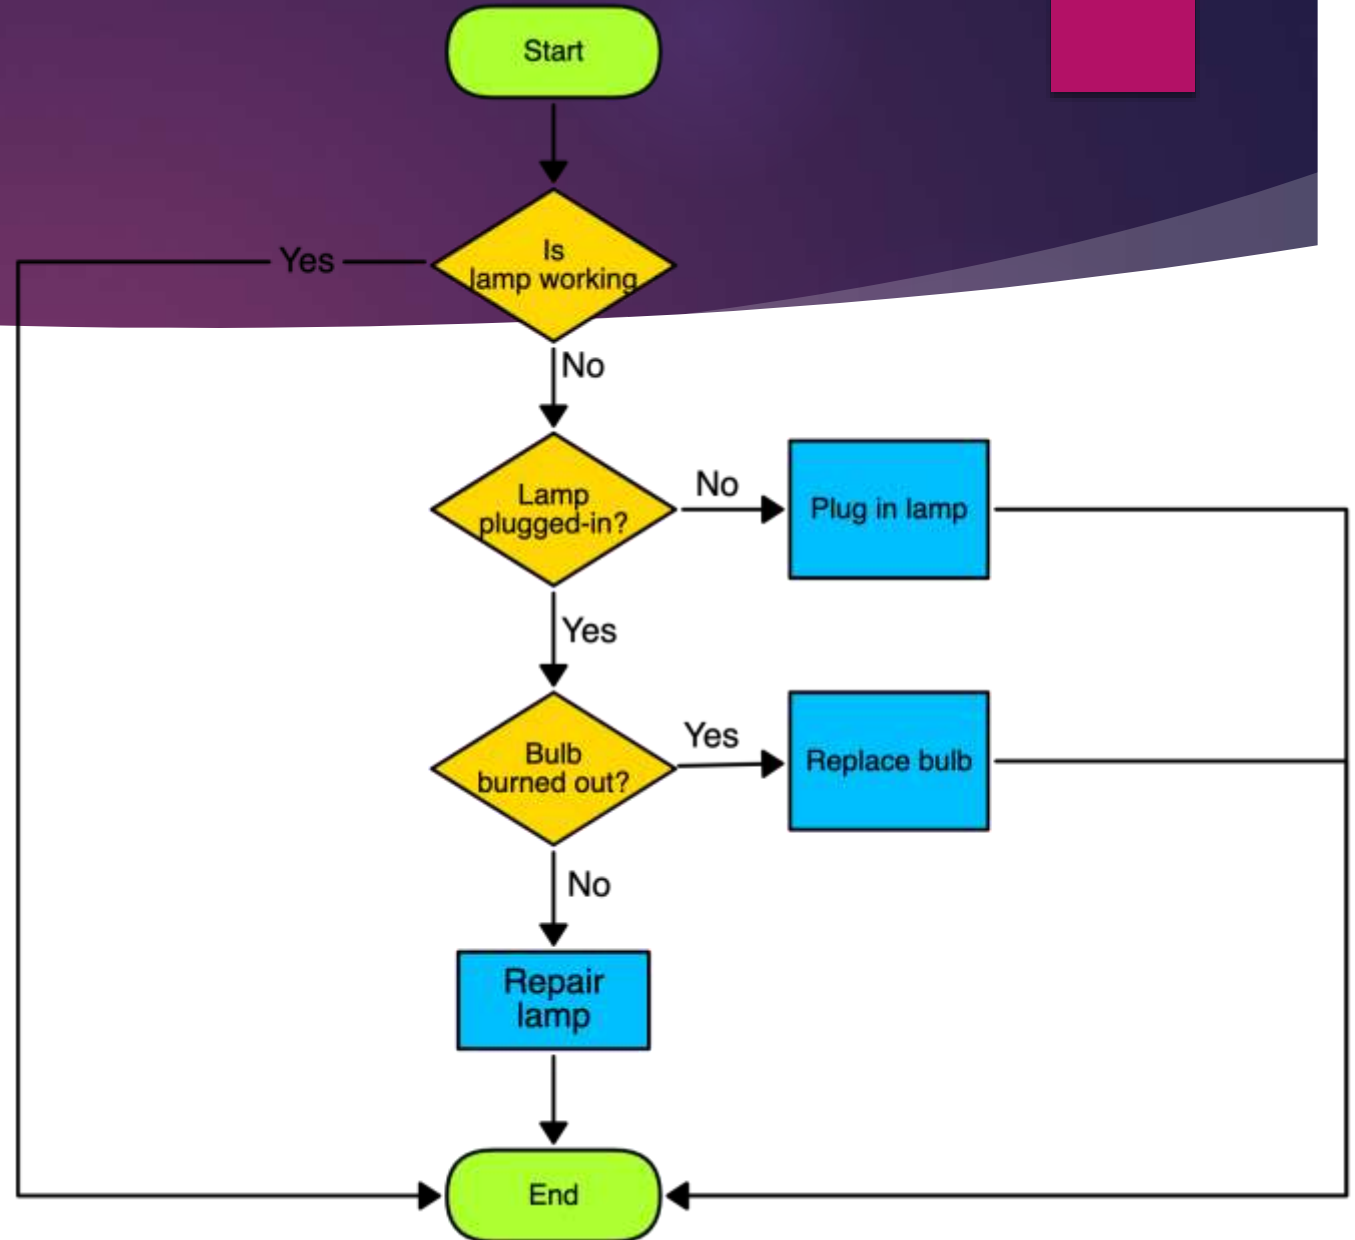 Start
Is
lamp working
Yes
No
Lamp
plugged-in?
No
Plug in lamp
Yes
Bulb
burned out?
Yes
Replace bulb
No
Repair
lamp
End